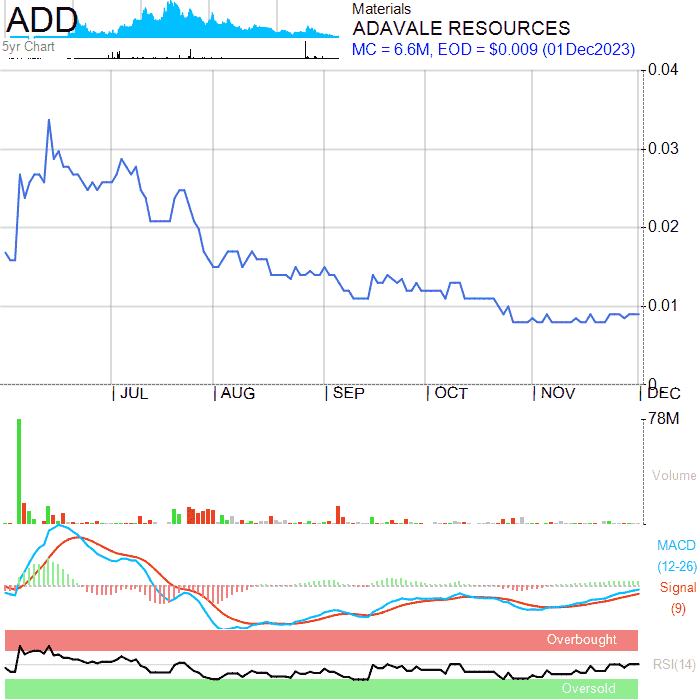 ADD
5yr Chart
Materials
ADAVALE RESOURCES
MC = 6.6M, EOD = $0.009 (01Dec2023)
0.04
0.03
0.02
0.01
0
JUL AUG SEP OCT NOV DEC
78M
Volume
MACD
(12-26)
Signal
(9)
Overbought
RSI(14)
Oversold